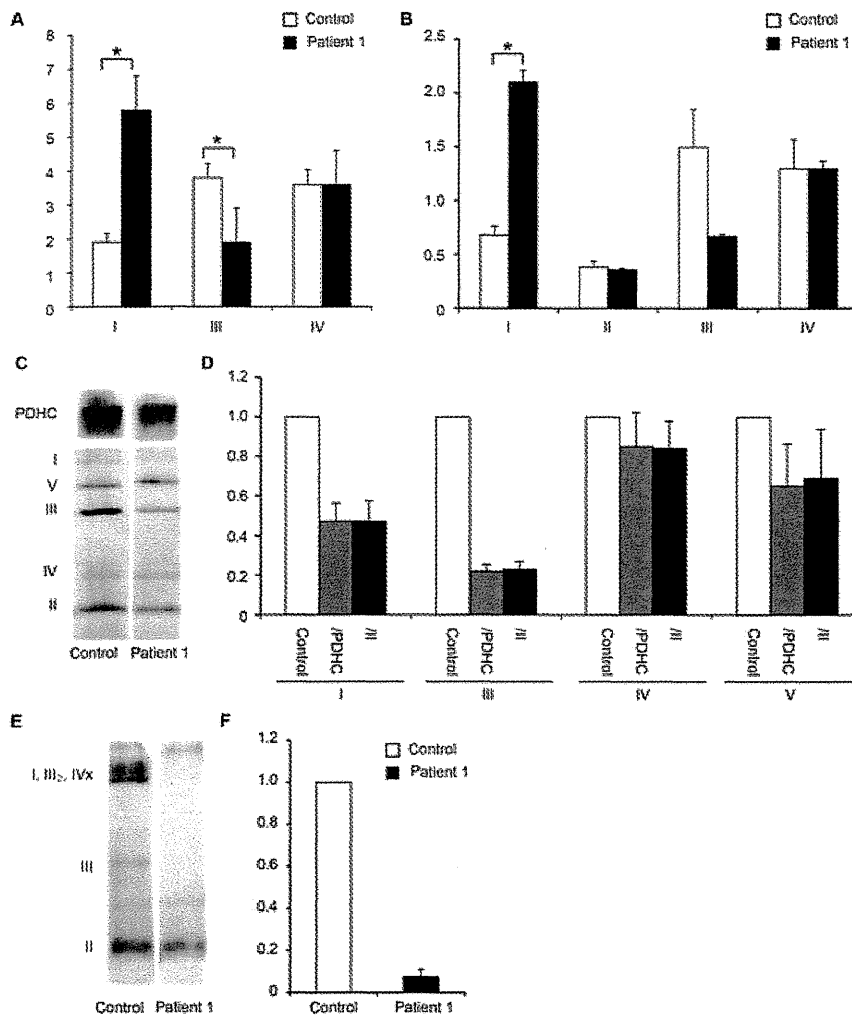 A
Control
Patient 1
*
*
8
7
6
5
4
3
2
1
0
I
III
IV
B
Control
Patient 1
*
2.5
2.0
1.5
1.0
0.5
0
I
II
III
IV
C
PDHC
I
V
III
IV
II
Control Patient 1
D
1.2
1.0
0.8
0.6
0.4
0.2
0
Control /PDHC /II Control /PDHC /II Control /PDHC /II Control /PDHC /II
I III IV V
E
I, III₂, IVx
III
II
Control Patient 1
F
Control
Patient 1
1.2
1.0
0.8
0.6
0.4
0.2
0
Control Patient 1